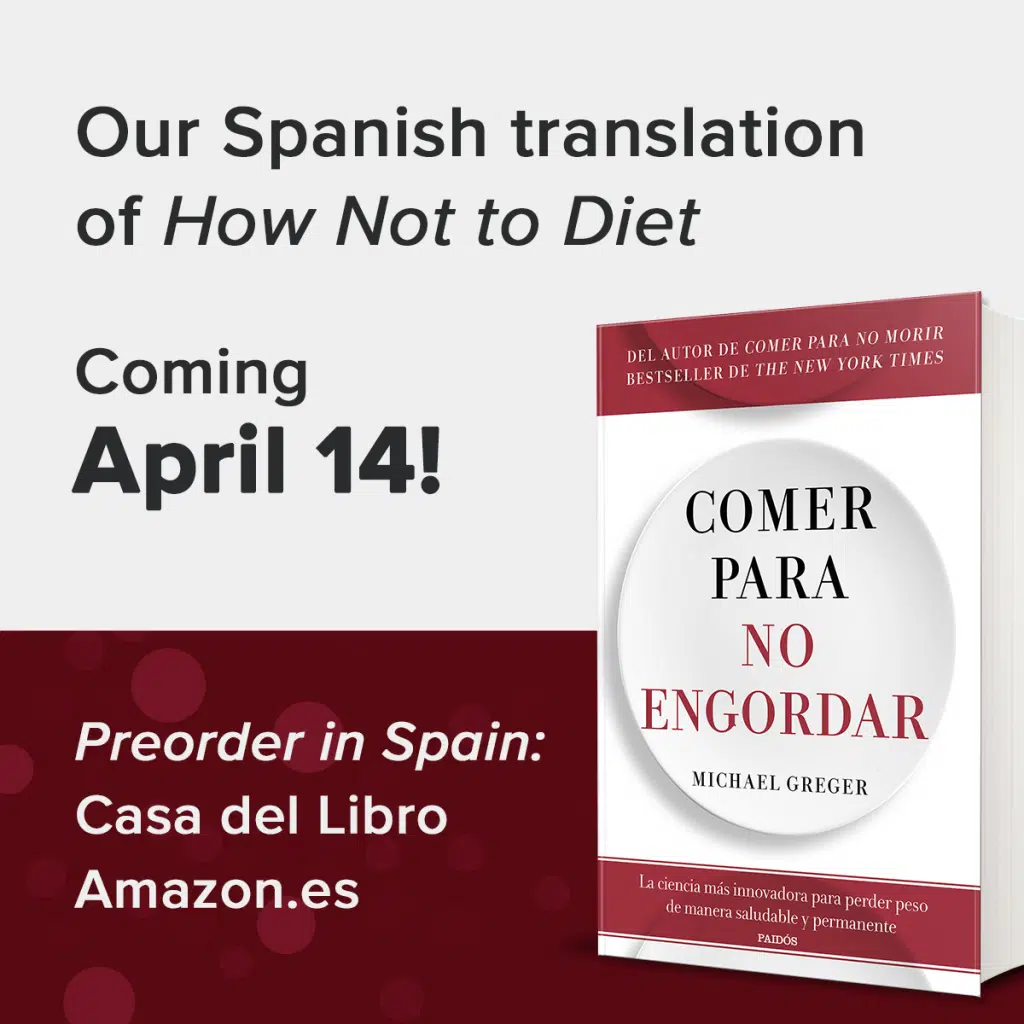 Our Spanish translation
of How Not to Diet
Coming
April 14!
Preorder in Spain:
Casa del Libro
Amazon.es
DEL AUTOR DE COMER PARA NO MORIR
BESTSELLER DE THE NEW YORK TIMES
COMER
PARA
NO
ENGORDAR
MICHAEL GREGER
La ciencia más innovadora para perder peso
de manera saludable y permanente
PAIDÓS